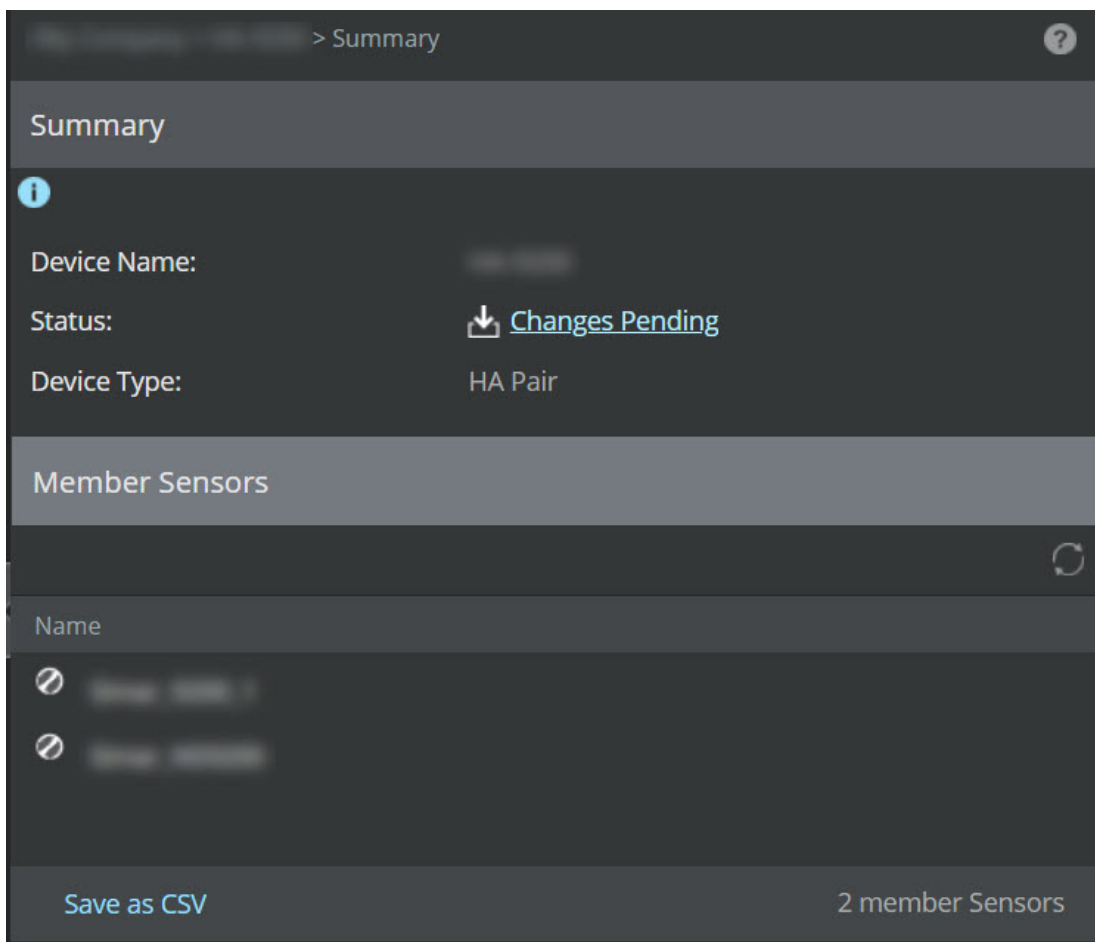 > Summary
Summary
Device Name:
Status: Changes Pending
Device Type: HA Pair
Member Sensors
Name
Save as CSV 2 member Sensors